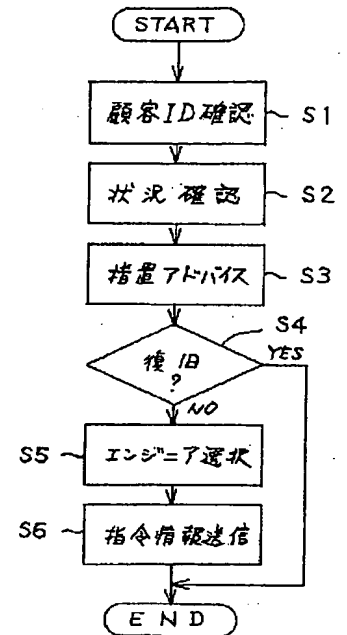 START
顧客ID確認
S1
状況確認
S2
措置アドバイス
S3
S4
復旧
?
YES
NO
S5
エンジニア選択
S6
指令情報送信
END